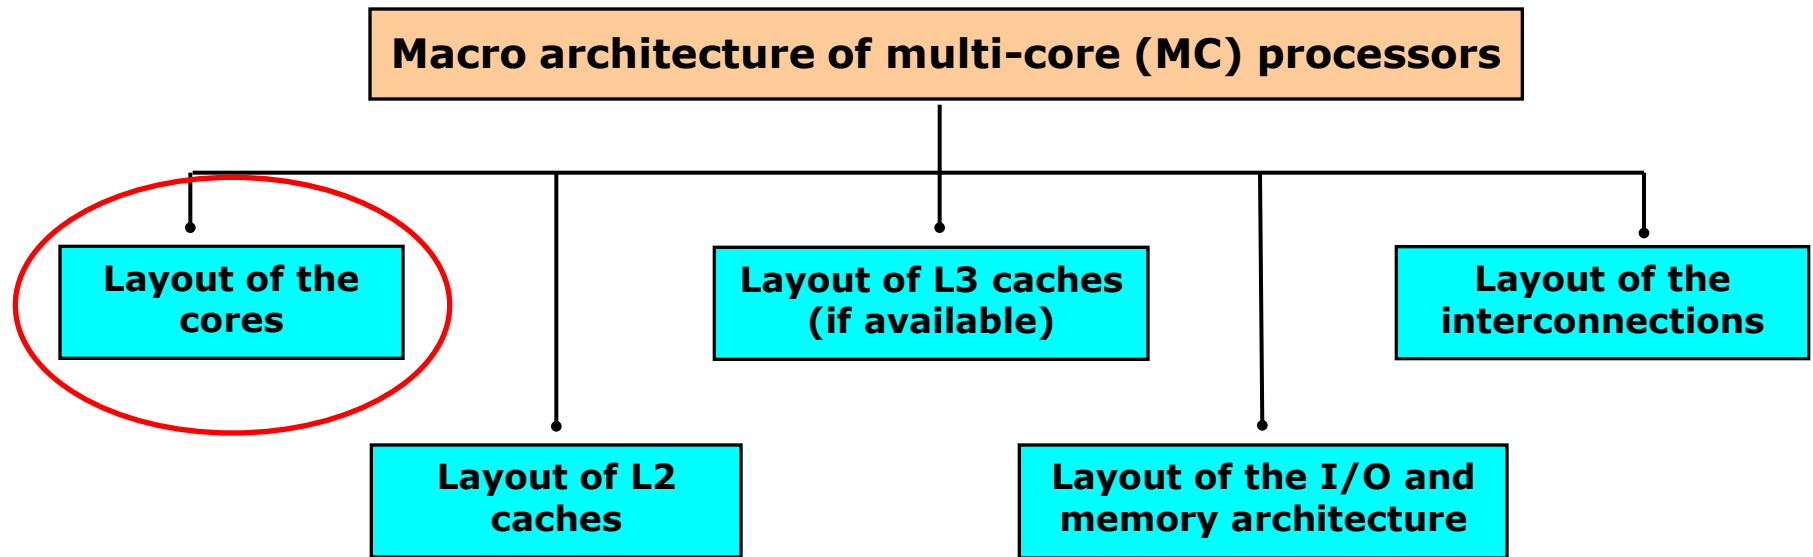 Macro architecture of multi-core (MC) processors
Layout of the
cores
Layout of L3 caches
(if available)
Layout of the
interconnections
Layout of L2
caches
Layout of the I/O and
memory architecture